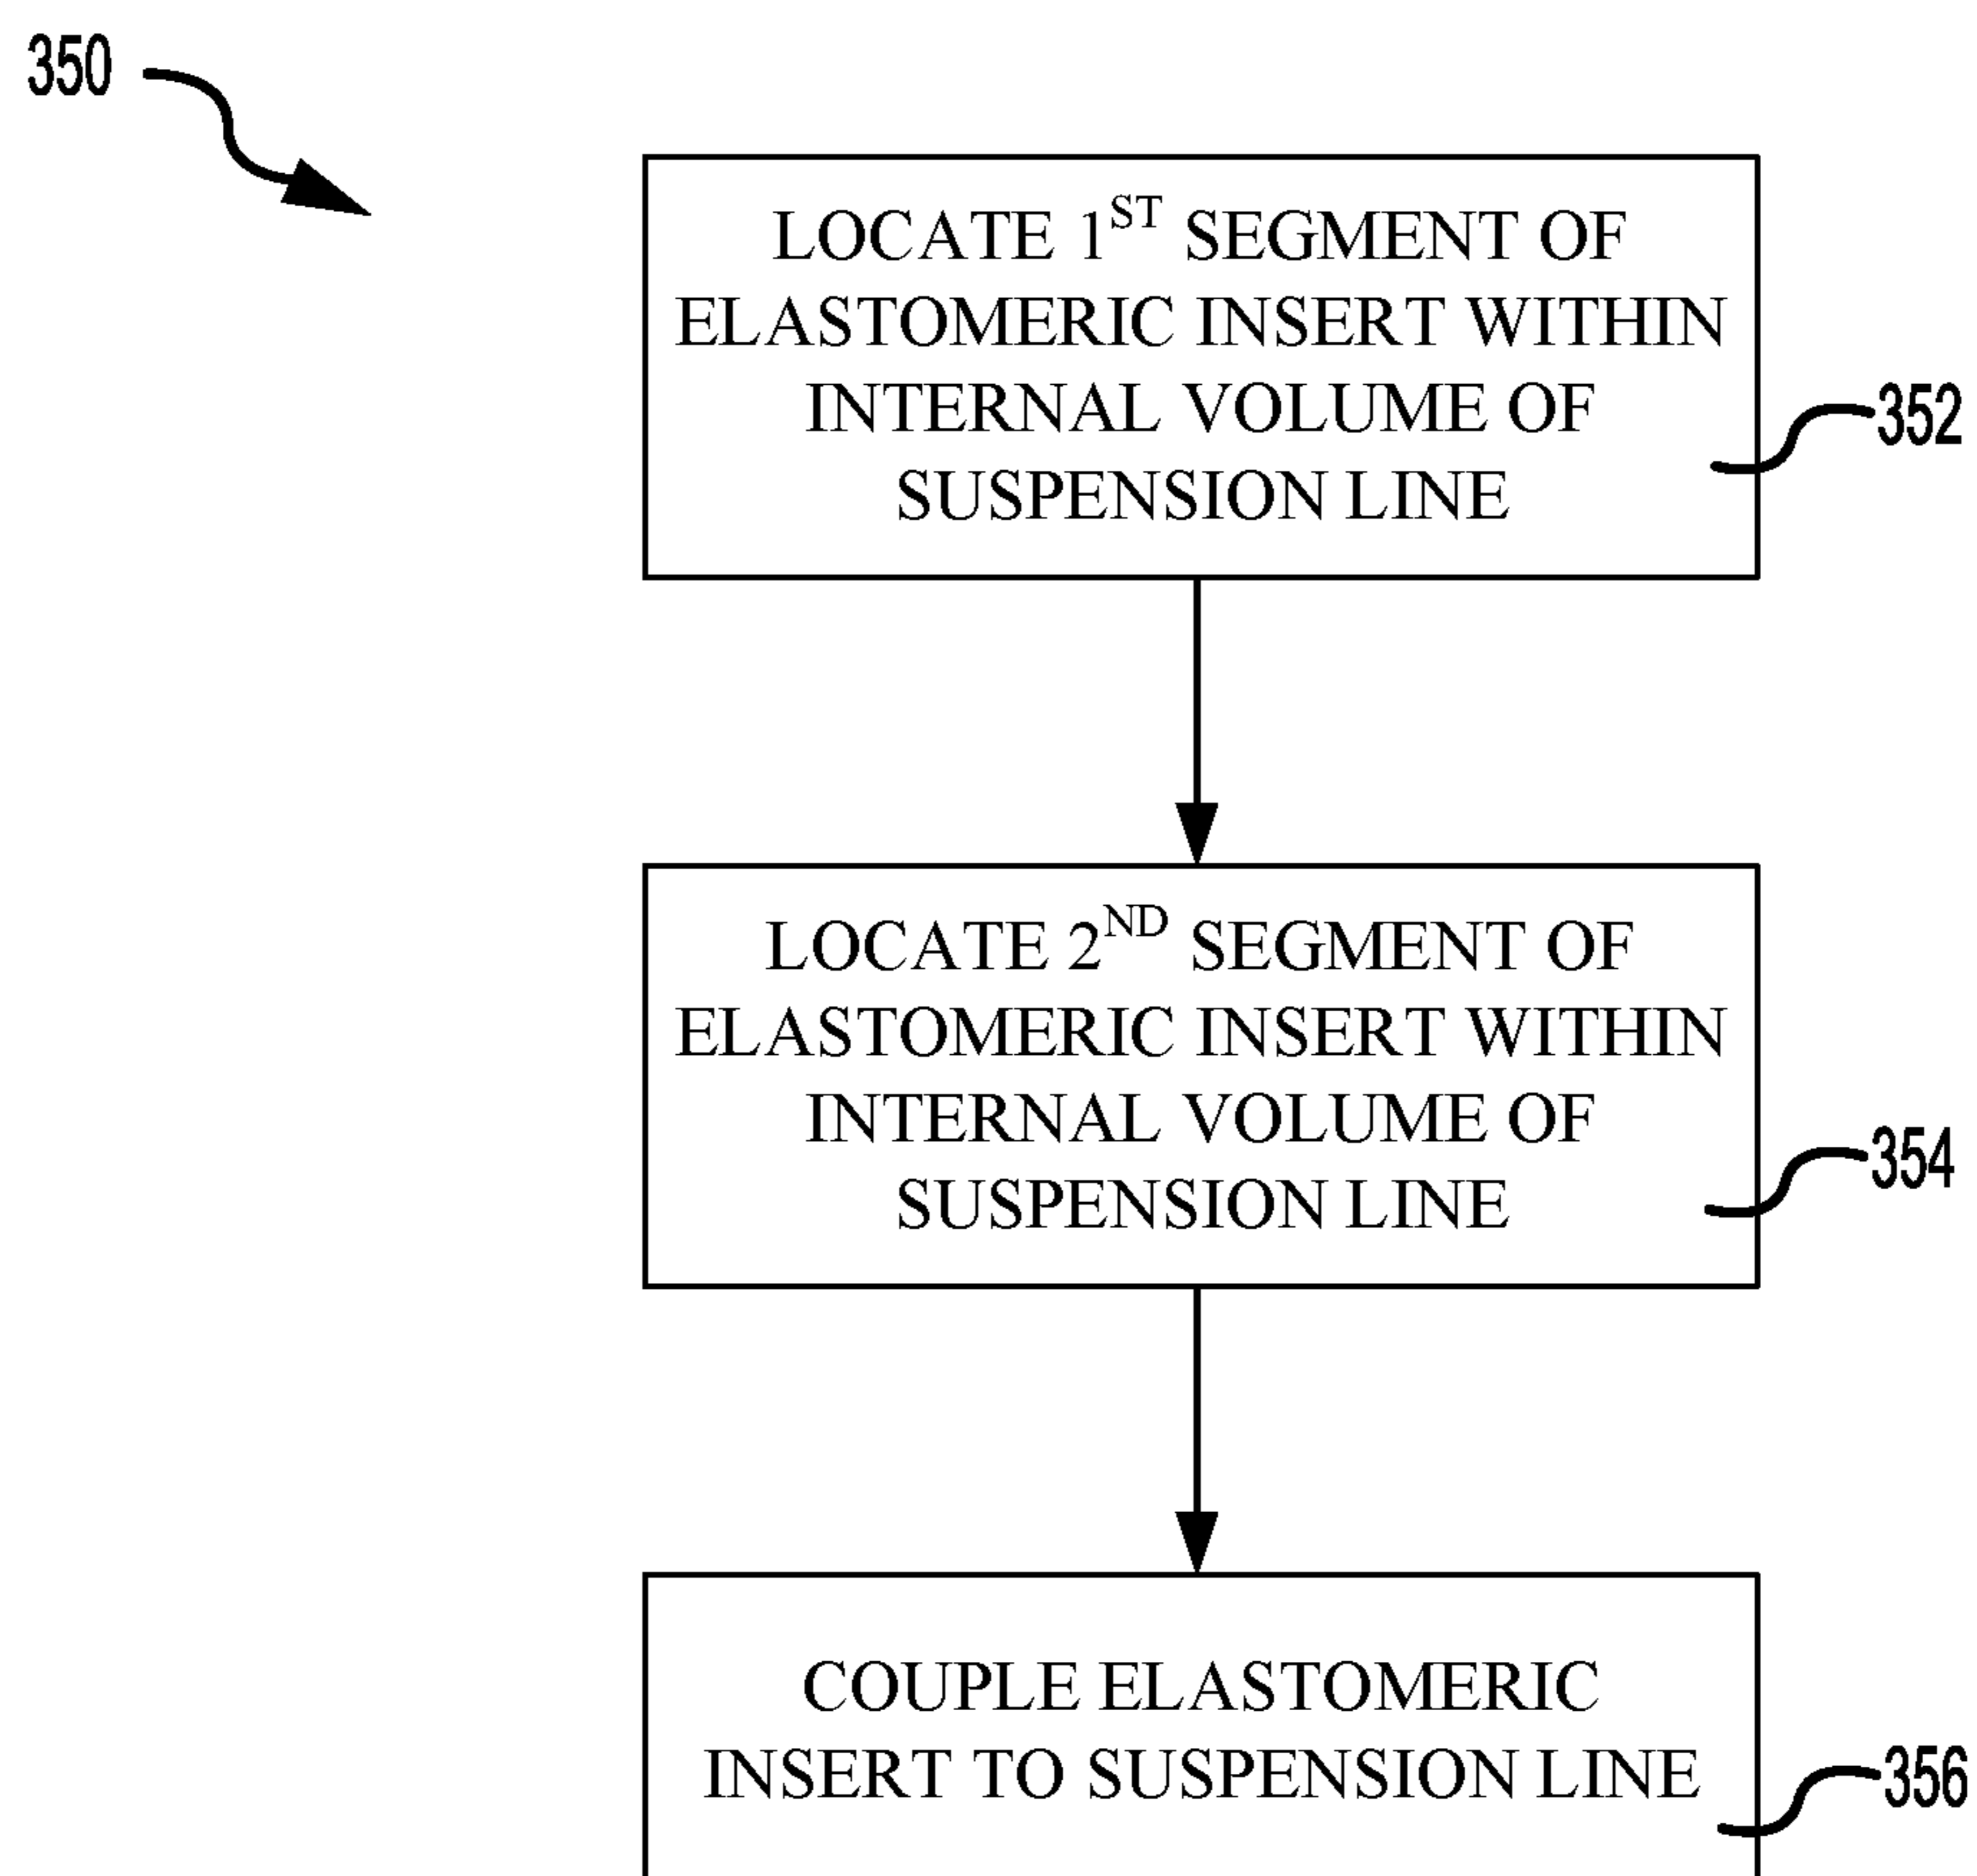 350
LOCATE 1ST SEGMENT OF
ELASTOMERIC INSERT WITHIN
INTERNAL VOLUME OF
SUSPENSION LINE
352
LOCATE 2ND SEGMENT OF
ELASTOMERIC INSERT WITHIN
INTERNAL VOLUME OF
SUSPENSION LINE
354
COUPLE ELASTOMERIC
INSERT TO SUSPENSION LINE
356